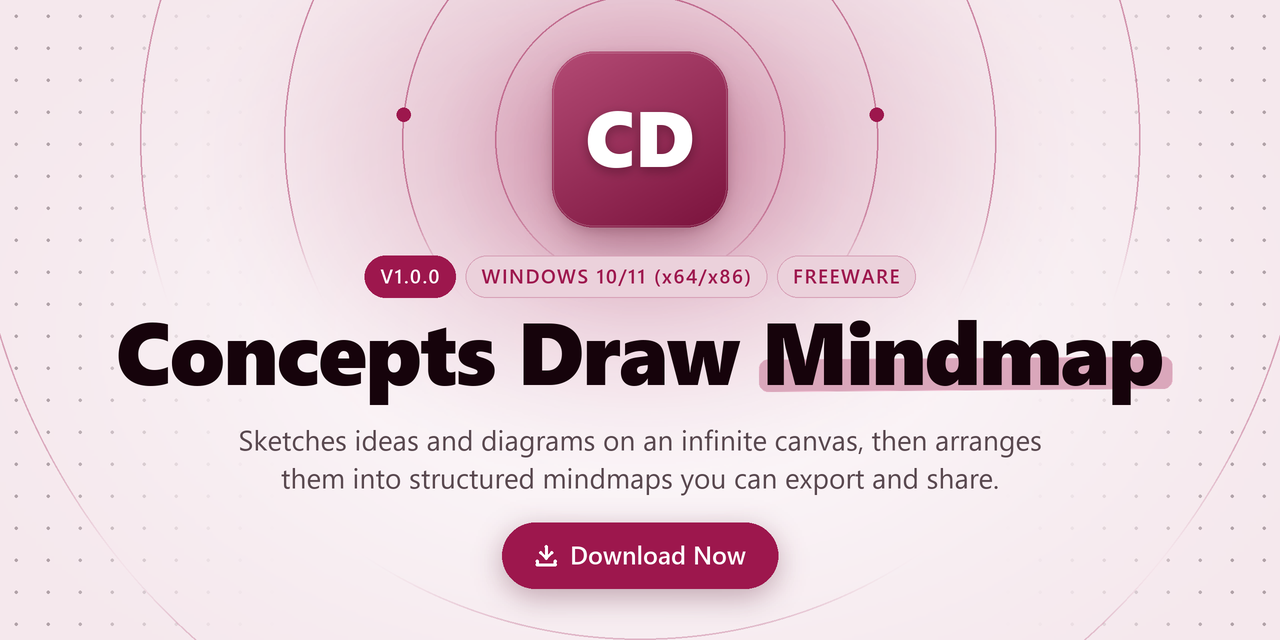 CD
V1.0.0
WINDOWS 10/11 (x64/x86)
FREEWARE
Concepts Draw Mindmap
Sketches ideas and diagrams on an infinite canvas, then arranges
them into structured mindmaps you can export and share.
Download Now